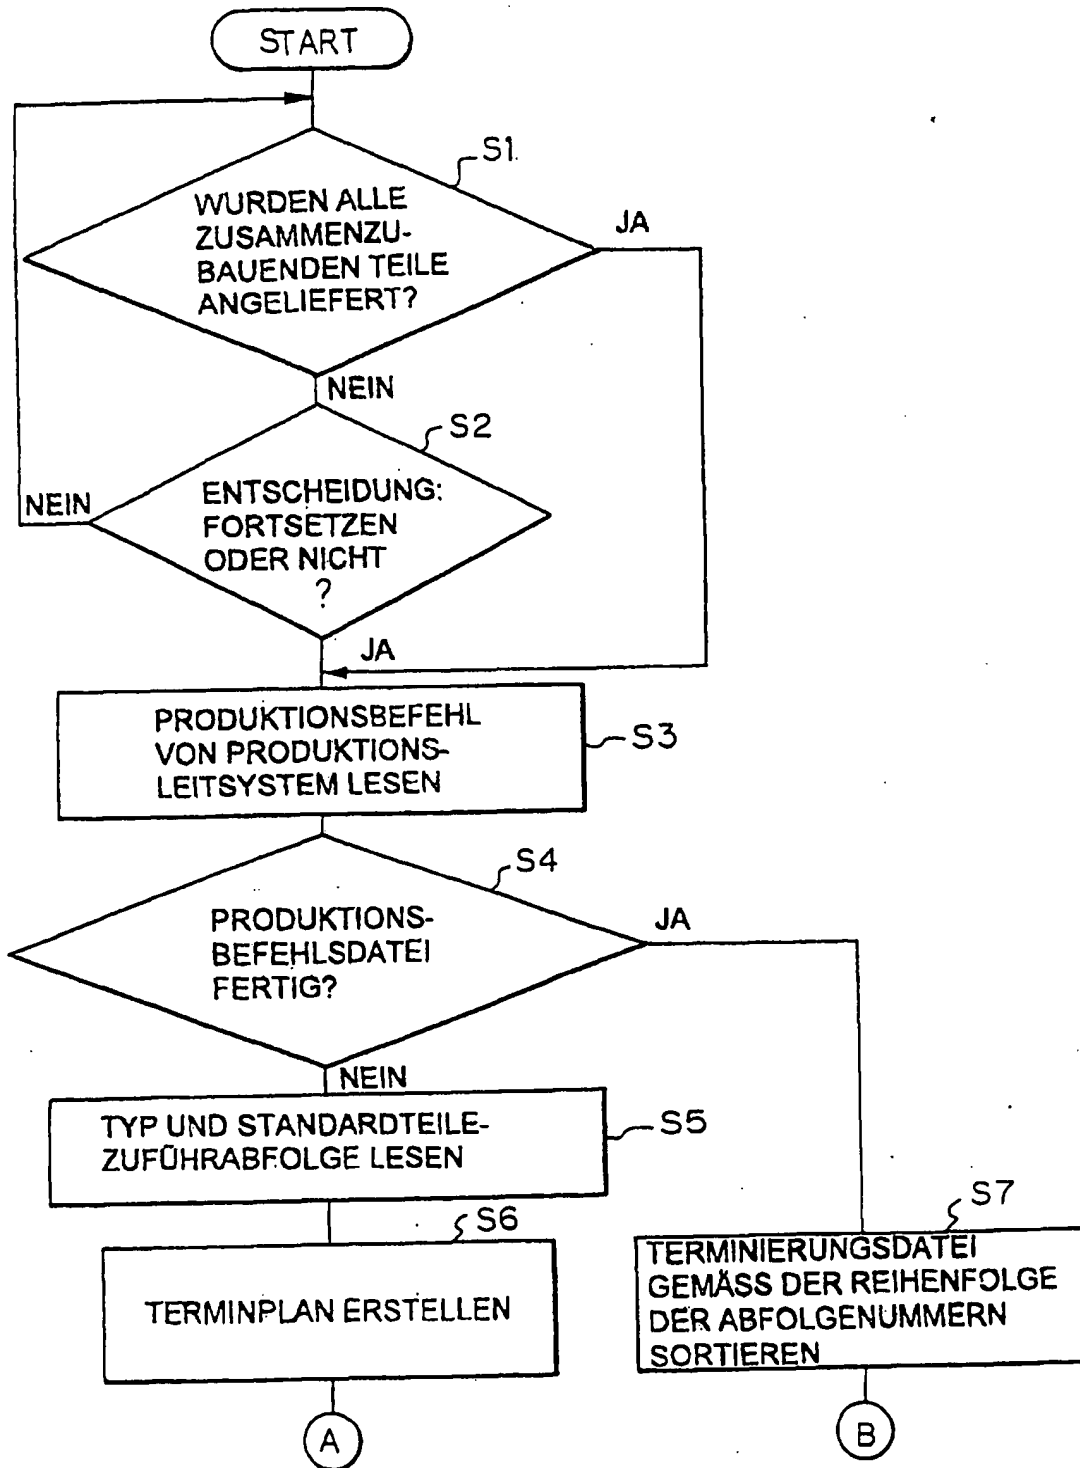 START
S1
WURDEN ALLE
ZUSAMMENZU-
BAUENDEN TEILE
ANGELIEFERT?
JA
NEIN
S2
ENTSCHEIDUNG:
FORTSETZEN
ODER NICHT
?
NEIN
JA
PRODUKTIONSBEFEHL
VON PRODUKTIONS-
LEITSYSTEM LESEN
S3
S4
PRODUKTIONS-
BEFEHLSDATEI
FERTIG?
JA
NEIN
TYP UND STANDARDTEILE-
ZUFÜHRABFOLGE LESEN
S5
S6
TERMINPLAN ERSTELLEN
S7
TERMINIERUNGSDATEI
GEMÄSS DER REIHENFOLGE
DER ABFOLGENUMMERN
SORTIEREN
A
B